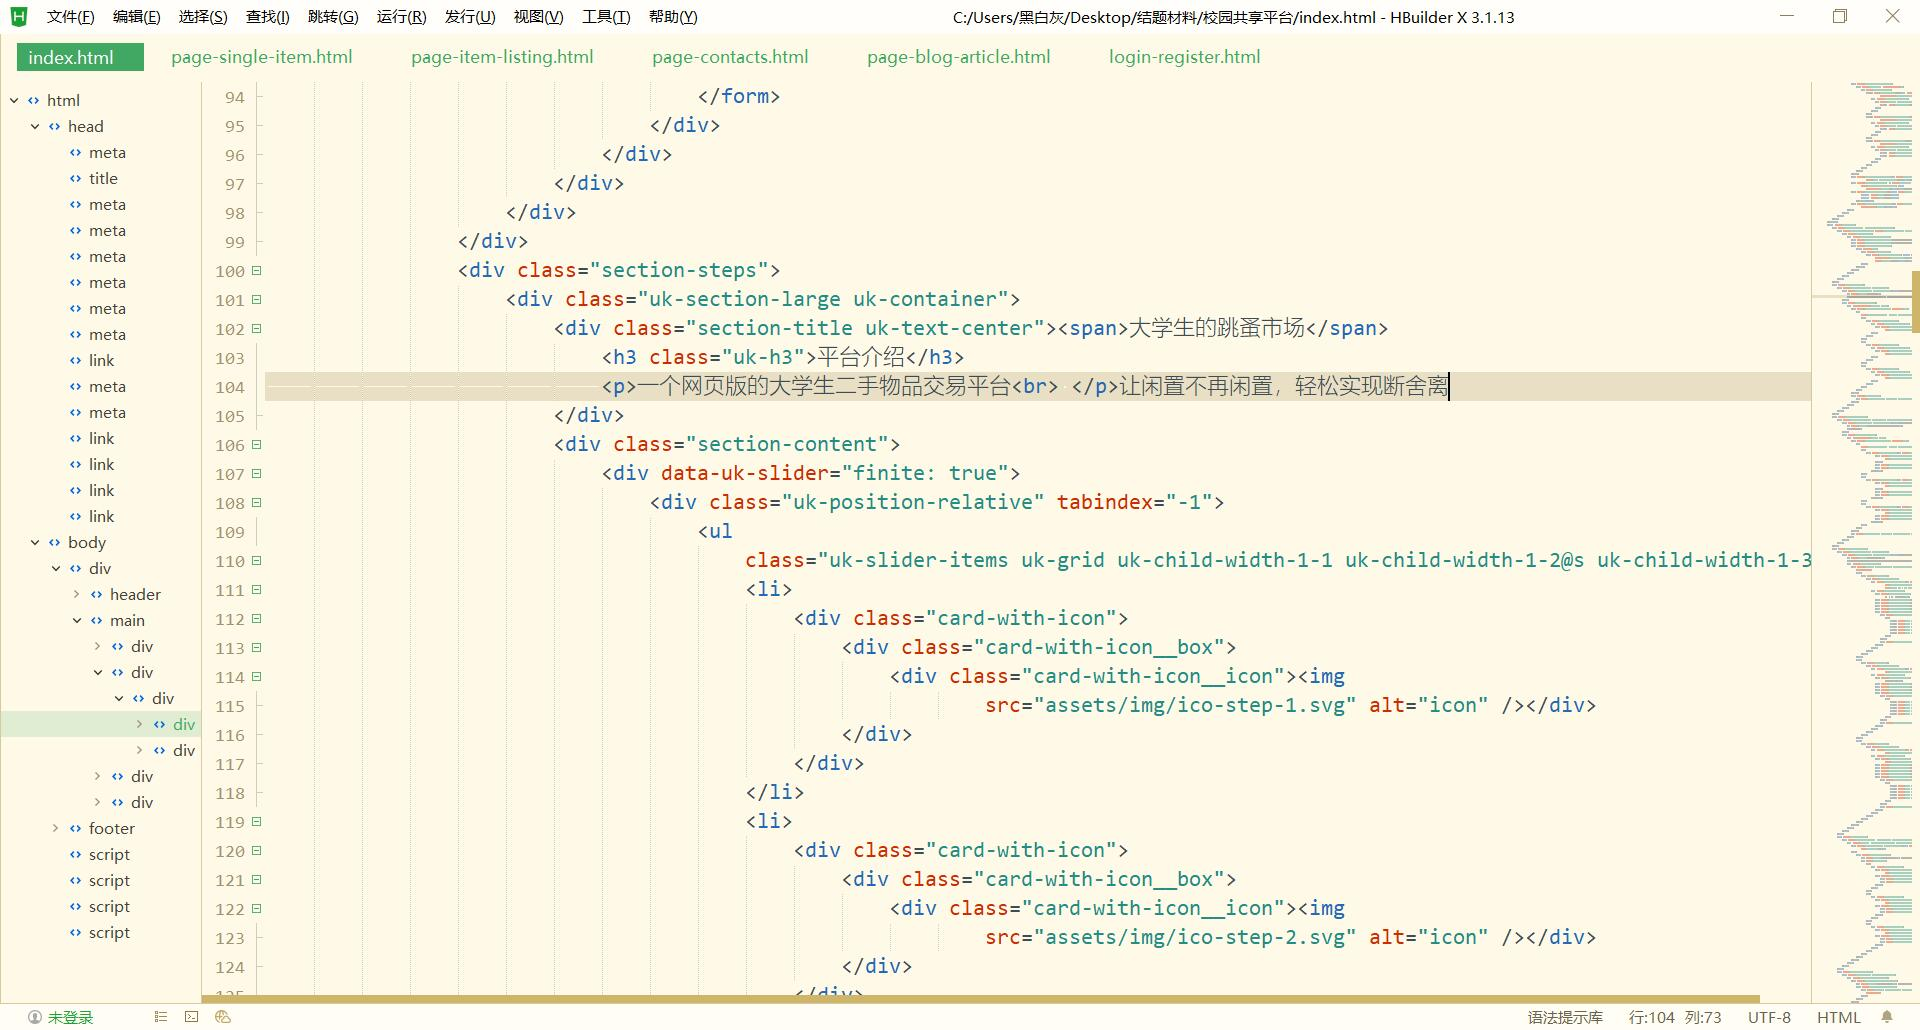 文件(F) 编辑(E) 选择(S) 查找(I) 跳转(G) 运行(R) 发行(U) 视图(V) 工具(T) 帮助(Y) C:/Users/黑白灰/Desktop/结题材料/校园共享平台/index.html - HBuilder X 3.1.13
index.html page-single-item.html page-item-listing.html page-contacts.html page-blog-article.html login-register.html
html
head
meta
title
meta
meta
meta
meta
meta
meta
link
meta
meta
link
link
link
link
body
div
header
main
div
div
div
div
div
div
div
footer
script
script
script
script
94 </form>
95 </div>
96 </div>
97 </div>
98 </div>
99 </div>
100 <div class="section-steps">
101 <div class="uk-section-large uk-container">
102 <div class="section-title uk-text-center"><span>大学生的跳蚤市场</span>
103 <h3 class="uk-h3">平台介绍</h3>
104 <p>一个网页版的大学生二手物品交易平台<br> </p>让闲置不再闲置，轻松实现断舍离
105 </div>
106 <div class="section-content">
107 <div data-uk-slider="finite: true">
108 <div class="uk-position-relative" tabindex="-1">
109 <ul
110 class="uk-slider-items uk-grid uk-child-width-1-1 uk-child-width-1-2@s uk-child-width-1-3
111 <li>
112 <div class="card-with-icon">
113 <div class="card-with-icon__box">
114 <div class="card-with-icon__icon"><img
115 src="assets/img/ico-step-1.svg" alt="icon" /></div>
116 </div>
117 </div>
118 </li>
119 <li>
120 <div class="card-with-icon">
121 <div class="card-with-icon__box">
122 <div class="card-with-icon__icon"><img
123 src="assets/img/ico-step-2.svg" alt="icon" /></div>
124 </div>
125 </div>
未登录 语法提示库 行:104 列:73 UTF-8 HTML